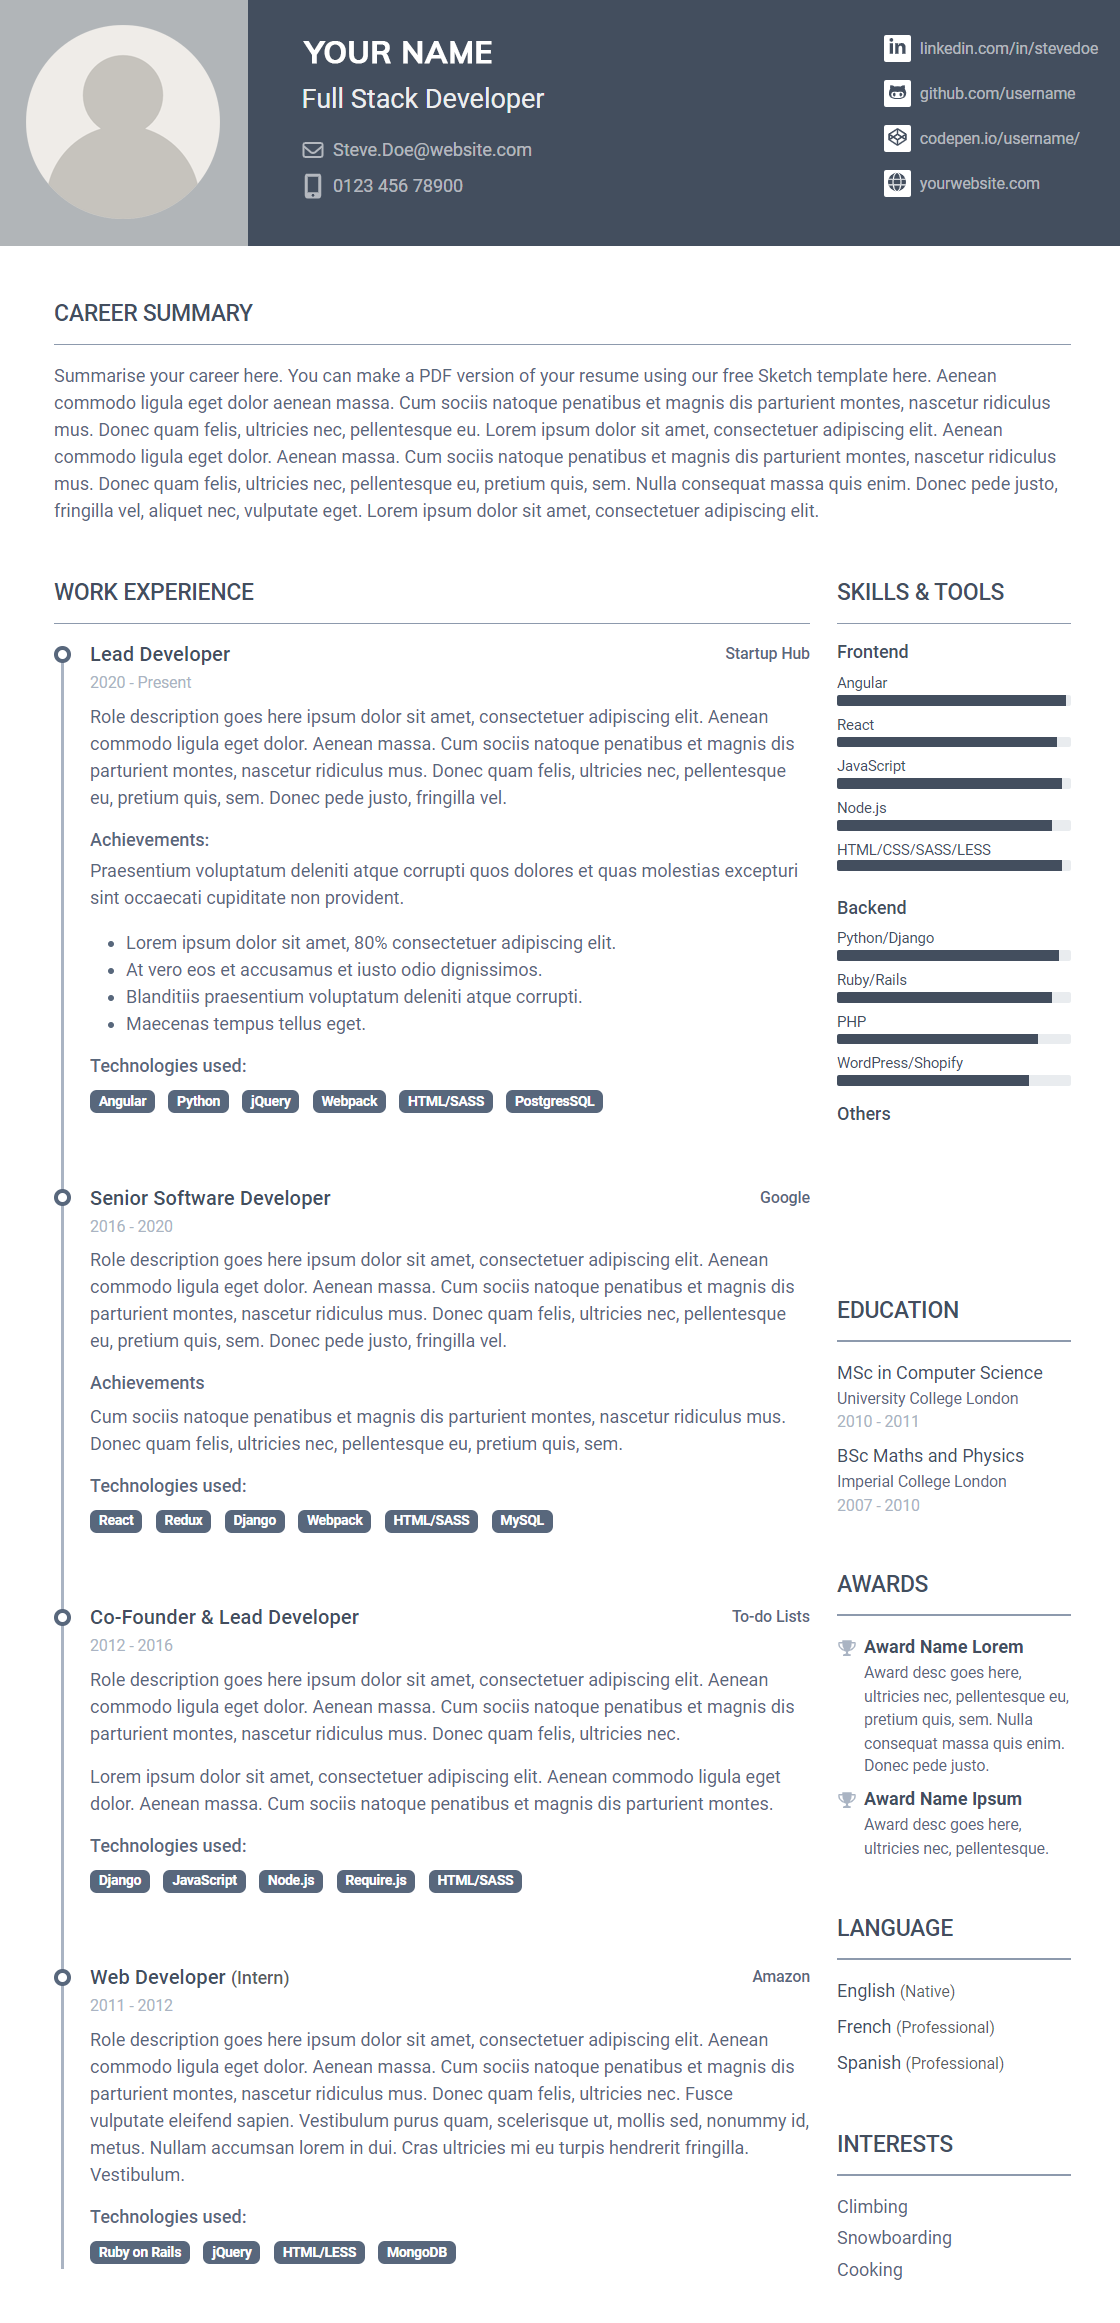 YOUR NAME
Full Stack Developer
Steve.Doe@website.com
0123 456 78900
linkedin.com/in/stevedoe
github.com/username
codepen.io/username/
yourwebsite.com
CAREER SUMMARY
Summarise your career here. You can make a PDF version of your resume using our free Sketch template here. Aenean
commodo ligula eget dolor aenean massa. Cum sociis natoque penatibus et magnis dis parturient montes, nascetur ridiculus
mus. Donec quam felis, ultricies nec, pellentesque eu. Lorem ipsum dolor sit amet, consectetuer adipiscing elit. Aenean
commodo ligula eget dolor. Aenean massa. Cum sociis natoque penatibus et magnis dis parturient montes, nascetur ridiculus
mus. Donec quam felis, ultricies nec, pellentesque eu, pretium quis, sem. Nulla consequat massa quis enim. Donec pede justo,
fringilla vel, aliquet nec, vulputate eget. Lorem ipsum dolor sit amet, consectetuer adipiscing elit.
WORK EXPERIENCE
Lead Developer
Startup Hub
2020 - Present
Role description goes here ipsum dolor sit amet, consectetuer adipiscing elit. Aenean
commodo ligula eget dolor. Aenean massa. Cum sociis natoque penatibus et magnis dis
parturient montes, nascetur ridiculus mus. Donec quam felis, ultricies nec, pellentesque
eu, pretium quis, sem. Donec pede justo, fringilla vel.
Achievements:
Praesentium voluptatum deleniti atque corrupti quos dolores et quas molestias excepturi
sint occaecati cupiditate non provident.
• Lorem ipsum dolor sit amet, 80% consectetuer adipiscing elit.
• At vero eos et accusamus et iusto odio dignissimos.
• Blanditiis praesentium voluptatum deleniti atque corrupti.
• Maecenas tempus tellus eget.
Technologies used:
Angular Python jQuery Webpack HTML/SASS PostgresSQL
Senior Software Developer
Google
2016 - 2020
Role description goes here ipsum dolor sit amet, consectetuer adipiscing elit. Aenean
commodo ligula eget dolor. Aenean massa. Cum sociis natoque penatibus et magnis dis
parturient montes, nascetur ridiculus mus. Donec quam felis, ultricies nec, pellentesque
eu, pretium quis, sem. Donec pede justo, fringilla vel.
Achievements
Cum sociis natoque penatibus et magnis dis parturient montes, nascetur ridiculus mus.
Donec quam felis, ultricies nec, pellentesque eu, pretium quis, sem.
Technologies used:
React Redux Django Webpack HTML/SASS MySQL
Co-Founder & Lead Developer
To-do Lists
2012 - 2016
Role description goes here ipsum dolor sit amet, consectetuer adipiscing elit. Aenean
commodo ligula eget dolor. Aenean massa. Cum sociis natoque penatibus et magnis dis
parturient montes, nascetur ridiculus mus. Donec quam felis, ultricies nec.
Lorem ipsum dolor sit amet, consectetuer adipiscing elit. Aenean commodo ligula eget
dolor. Aenean massa. Cum sociis natoque penatibus et magnis dis parturient montes.
Technologies used:
Django JavaScript Node.js Require.js HTML/SASS
Web Developer (Intern)
Amazon
2011 - 2012
Role description goes here ipsum dolor sit amet, consectetuer adipiscing elit. Aenean
commodo ligula eget dolor. Aenean massa. Cum sociis natoque penatibus et magnis dis
parturient montes, nascetur ridiculus mus. Donec quam felis, ultricies nec. Fusce
vulputate eleifend sapien. Vestibulum purus quam, scelerisque ut, mollis sed, nonummy id,
metus. Nullam accumsan lorem in dui. Cras ultricies mi eu turpis hendrerit fringilla.
Vestibulum.
Technologies used:
Ruby on Rails jQuery HTML/LESS MongoDB
SKILLS & TOOLS
Frontend
Angular
React
JavaScript
Node.js
HTML/CSS/SASS/LESS
Backend
Python/Django
Ruby/Rails
PHP
WordPress/Shopify
Others
EDUCATION
MSc in Computer Science
University College London
2010 - 2011
BSc Maths and Physics
Imperial College London
2007 - 2010
AWARDS
Award Name Lorem
Award desc goes here,
ultricies nec, pellentesque eu,
pretium quis, sem. Nulla
consequat massa quis enim.
Donec pede justo.
Award Name Ipsum
Award desc goes here,
ultricies nec, pellentesque.
LANGUAGE
English (Native)
French (Professional)
Spanish (Professional)
INTERESTS
Climbing
Snowboarding
Cooking